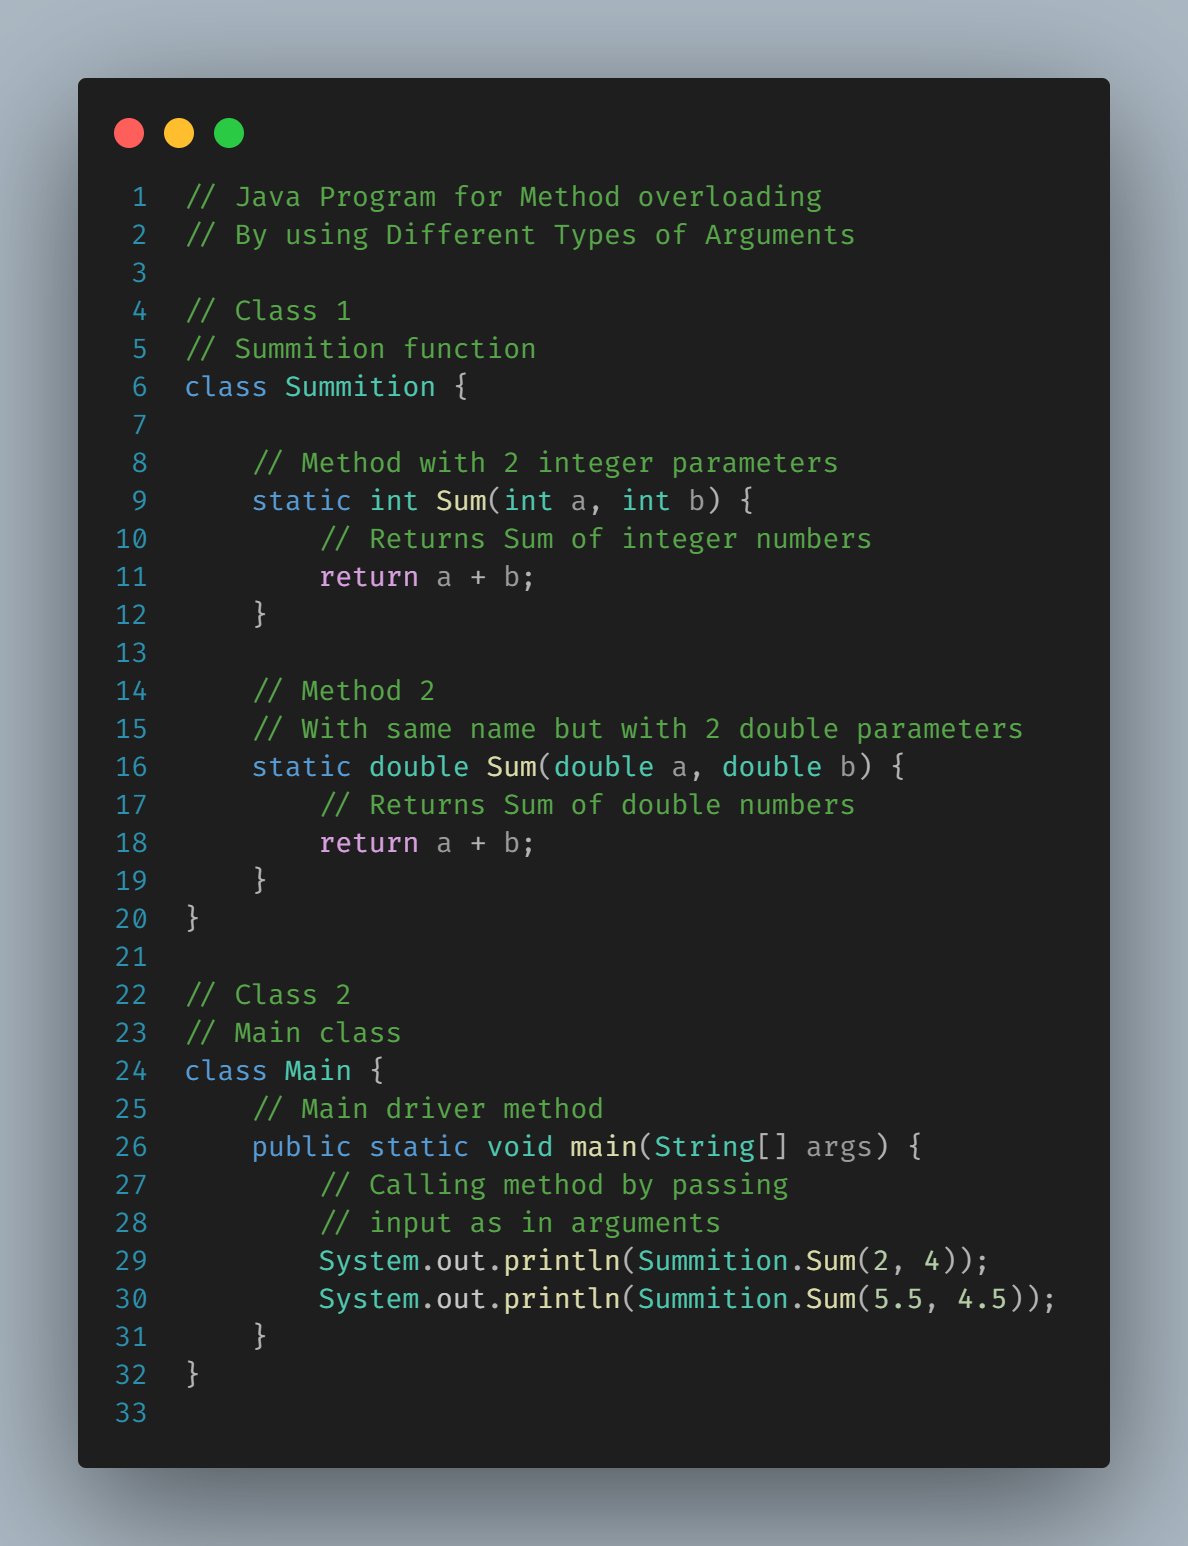 1 // Java Program for Method overloading
2 // By using Different Types of Arguments
3
4 // Class 1
5 // Summition function
6 class Summition {
7
8     // Method with 2 integer parameters
9     static int Sum(int a, int b) {
10         // Returns Sum of integer numbers
11         return a + b;
12     }
13
14     // Method 2
15     // With same name but with 2 double parameters
16     static double Sum(double a, double b) {
17         // Returns Sum of double numbers
18         return a + b;
19     }
20 }
21
22 // Class 2
23 // Main class
24 class Main {
25     // Main driver method
26     public static void main(String[] args) {
27         // Calling method by passing
28         // input as in arguments
29         System.out.println(Summition.Sum(2, 4));
30         System.out.println(Summition.Sum(5.5, 4.5));
31     }
32 }
33